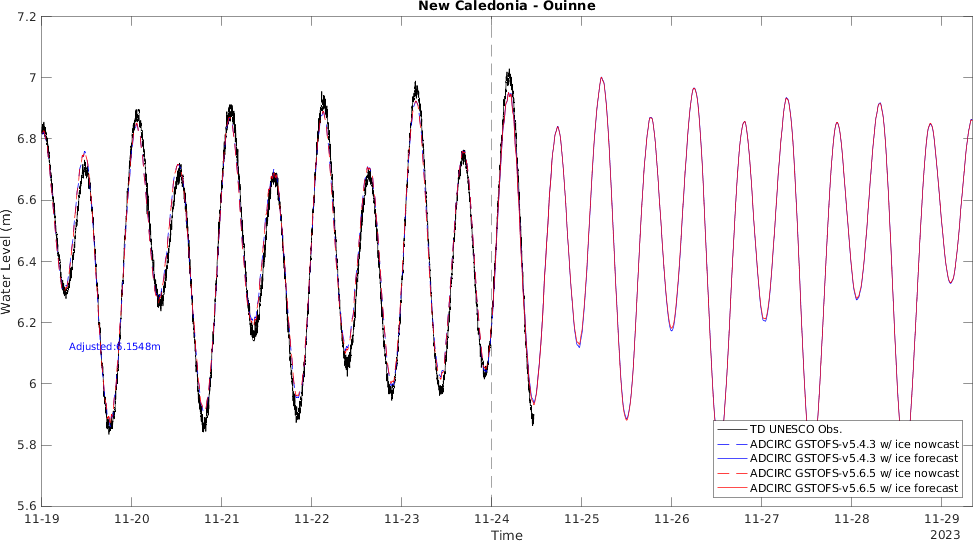 New Caledonia - Ouinne
7.2
7
6.8
6.6
6.4
6.2
6
5.8
5.6
Water Level (m)
Adjusted:6.1548m
TD UNESCO Obs.
ADCIRC GSTOFS-v5.4.3 w/ ice nowcast
ADCIRC GSTOFS-v5.4.3 w/ ice forecast
ADCIRC GSTOFS-v5.6.5 w/ ice nowcast
ADCIRC GSTOFS-v5.6.5 w/ ice forecast
11-19 11-20 11-21 11-22 11-23 11-24 11-25 11-26 11-27 11-28 11-29
Time
2023